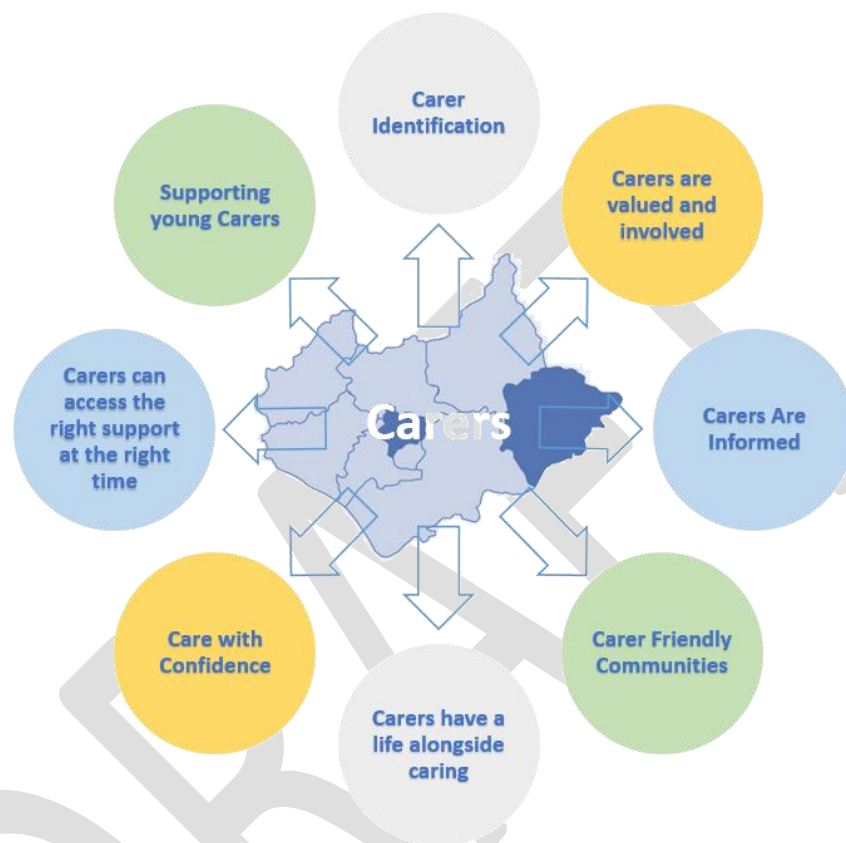 Carer
Identification
Carers are
valued and
involved
Carers Are
Informed
Carer Friendly
Communities
Carers have a
life alongside
caring
Care with
Confidence
Carers can
access the
right support
at the right
time
Supporting
young Carers
Carers
DRAFT